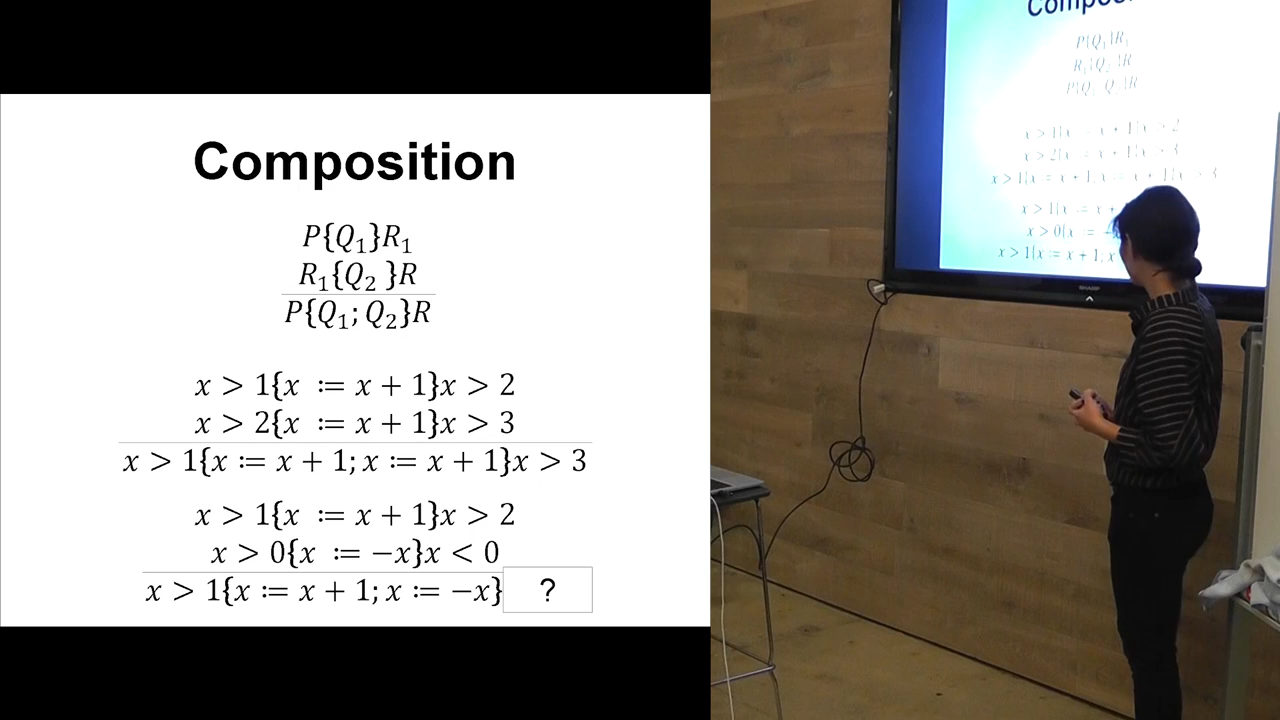 Composition
P{Q₁}R₁
R₁{Q₂ }R
P{Q₁; Q₂}R
x > 1{x := x + 1}x > 2
x > 2{x := x + 1}x > 3
x > 1{x := x + 1; x := x + 1}x > 3
x > 1{x := x + 1}x > 2
x > 0{x := −x}x < 0
x > 1{x := x + 1; x := −x} ?
SHARP